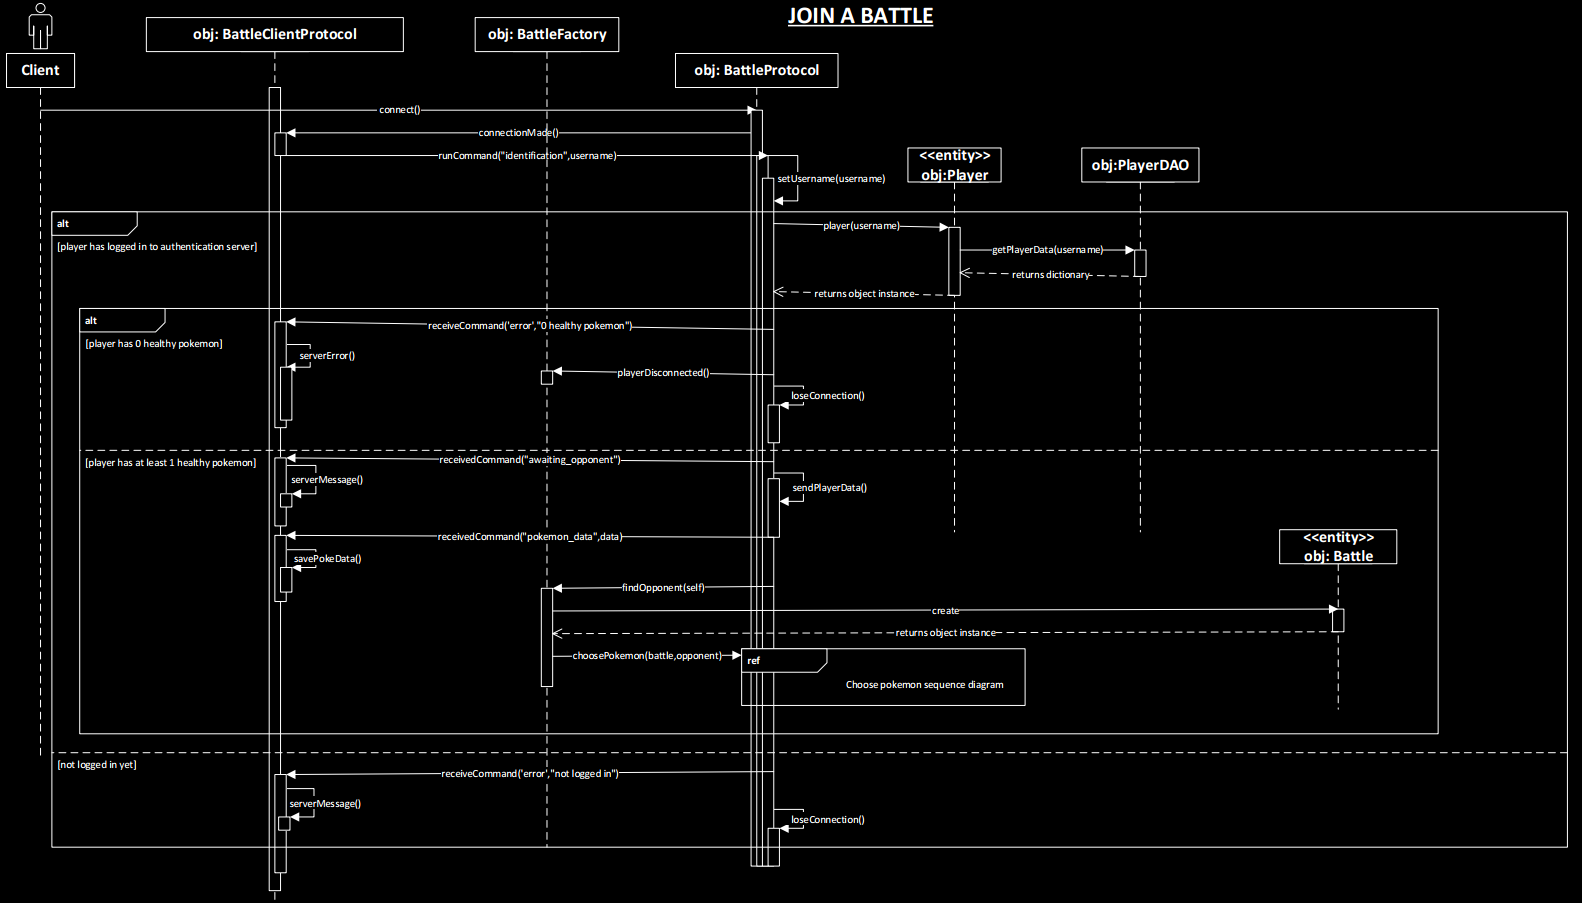 JOIN A BATTLE
obj: BattleClientProtocol
obj: BattleFactory
Client
obj: BattleProtocol
connect()
connectionMade()
runCommand("identification",username)
<<entity>>
obj:Player
obj:PlayerDAO
setUsername(username)
alt
[player has logged in to authentication server]
player(username)
getPlayerData(username)
returns dictionary
returns object instance
alt
[player has 0 healthy pokemon]
receiveCommand('error',"0 healthy pokemon")
serverError()
playerDisconnected()
loseConnection()
[player has at least 1 healthy pokemon]
receivedCommand("awaiting_opponent")
serverMessage()
sendPlayerData()
receivedCommand("pokemon_data",data)
<<entity>>
obj: Battle
savePokeData()
findOpponent(self)
create
returns object instance
choosePokemon(battle,opponent)
ref
Choose pokemon sequence diagram
[not logged in yet]
receiveCommand('error',"not logged in")
serverMessage()
loseConnection()